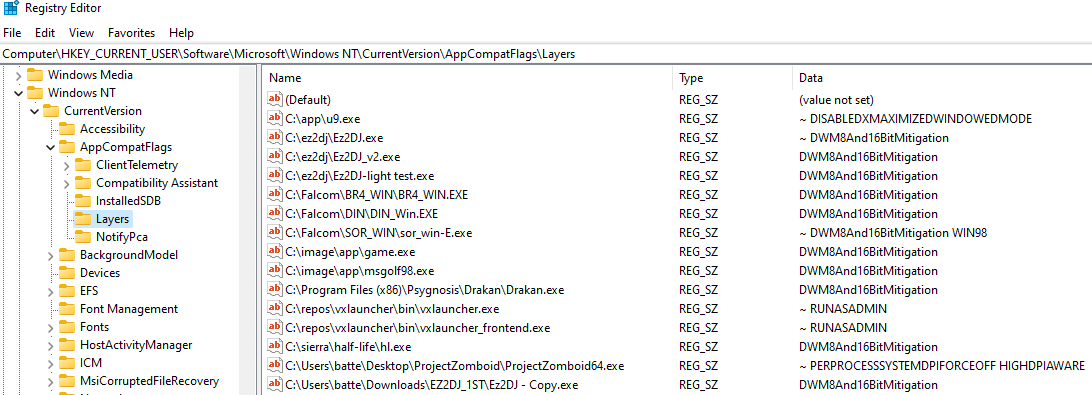 Registry Editor
File Edit View Favorites Help
Computer\HKEY_CURRENT_USER\Software\Microsoft\Windows NT\CurrentVersion\AppCompatFlags\Layers
Windows Media
Windows NT
CurrentVersion
Accessibility
AppCompatFlags
ClientTelemetry
Compatibility Assistant
InstalledSDB
Layers
NotifyPca
BackgroundModel
Devices
EFS
Font Management
Fonts
HostActivityManager
ICM
MsiCorruptedFileRecovery
Name Type Data
(Default) REG_SZ (value not set)
C:\app\u9.exe REG_SZ ~ DISABLEDXMAXIMIZEDWINDOWEDMODE
C:\ez2dj\Ez2DJ.exe REG_SZ ~ DWM8And16BitMitigation
C:\ez2dj\Ez2DJ_v2.exe REG_SZ DWM8And16BitMitigation
C:\ez2dj\Ez2DJ-light test.exe REG_SZ DWM8And16BitMitigation
C:\Falcom\BR4_WIN\BR4_WIN.EXE REG_SZ DWM8And16BitMitigation
C:\Falcom\DIN\DIN_Win.EXE REG_SZ DWM8And16BitMitigation
C:\Falcom\SOR_WIN\sor_win-E.exe REG_SZ ~ DWM8And16BitMitigation WIN98
C:\image\app\game.exe REG_SZ DWM8And16BitMitigation
C:\image\app\msgolf98.exe REG_SZ DWM8And16BitMitigation
C:\Program Files (x86)\Psygnosis\Drakan\Drakan.exe REG_SZ DWM8And16BitMitigation
C:\repos\vxlauncher\bin\vxlauncher.exe REG_SZ ~ RUNASADMIN
C:\repos\vxlauncher\bin\vxlauncher_frontend.exe REG_SZ ~ RUNASADMIN
C:\sierra\half-life\hl.exe REG_SZ DWM8And16BitMitigation
C:\Users\batte\Desktop\ProjectZomboid\ProjectZomboid64.exe REG_SZ ~ PERPROCESSSYSTEMDPIFORCEOFF HIGHDPIAWARE
C:\Users\batte\Downloads\EZ2DJ_1ST\Ez2DJ - Copy.exe REG_SZ DWM8And16BitMitigation